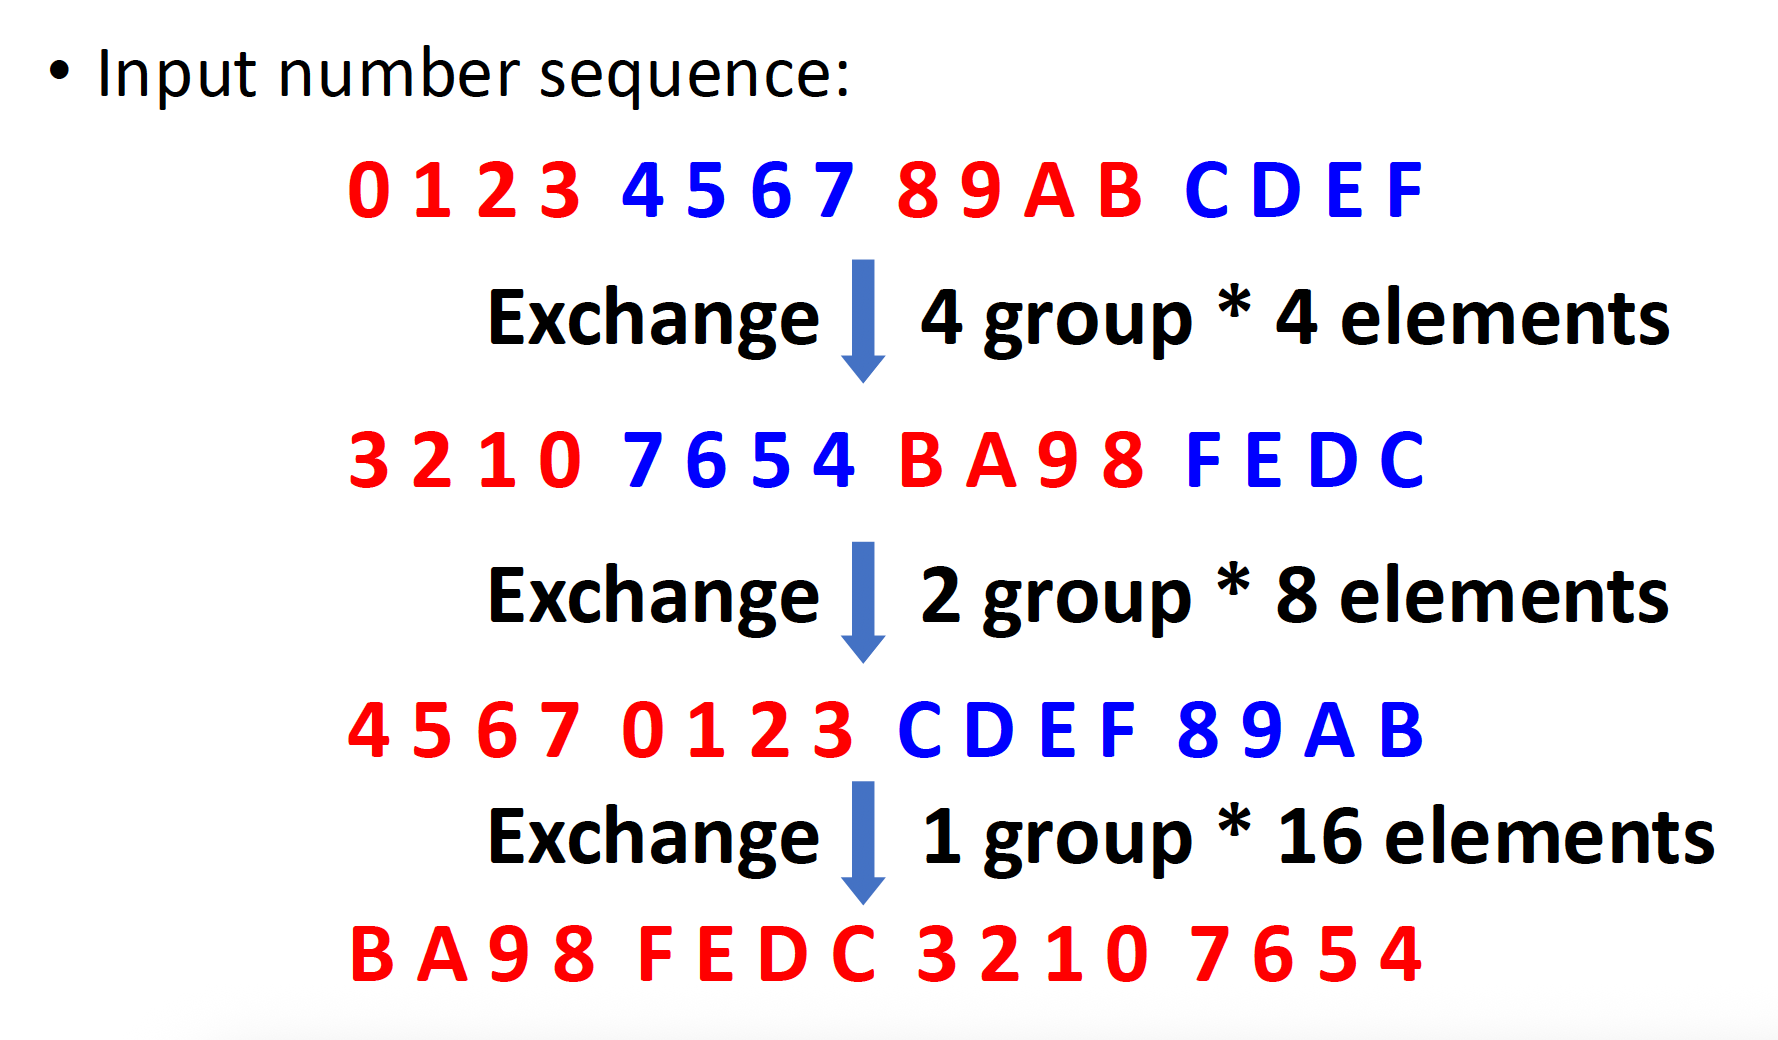 • Input number sequence:
0 1 2 3 4 5 6 7 8 9 A B C D E F
Exchange 4 group * 4 elements
3 2 1 0 7 6 5 4 B A 9 8 F E D C
Exchange 2 group * 8 elements
4 5 6 7 0 1 2 3 C D E F 8 9 A B
Exchange 1 group * 16 elements
B A 9 8 F E D C 3 2 1 0 7 6 5 4